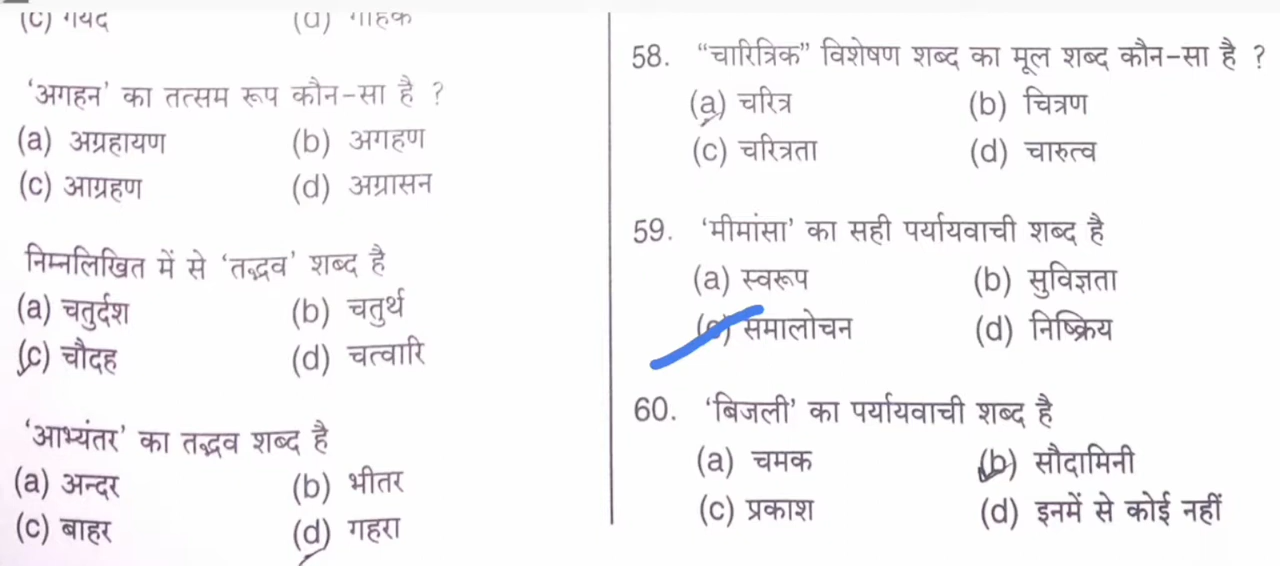 (c) गयंद (d) गाहक
'अगहन' का तत्सम रूप कौन-सा है ?
(a) अग्रहायण (b) अगहण
(c) आग्रहण (d) अग्रासन
निम्नलिखित में से 'तद्भव' शब्द है
(a) चतुर्दश (b) चतुर्थ
(c) चौदह (d) चत्वारि
'आभ्यंतर' का तद्भव शब्द है
(a) अन्दर (b) भीतर
(c) बाहर (d) गहरा
58. "चारित्रिक" विशेषण शब्द का मूल शब्द कौन-सा है ?
(a) चरित्र (b) चित्रण
(c) चरित्रता (d) चारुत्व
59. 'मीमांसा' का सही पर्यायवाची शब्द है
(a) स्वरूप (b) सुविज्ञता
(c) समालोचन (d) निष्क्रिय
60. 'बिजली' का पर्यायवाची शब्द है
(a) चमक (b) सौदामिनी
(c) प्रकाश (d) इनमें से कोई नहीं